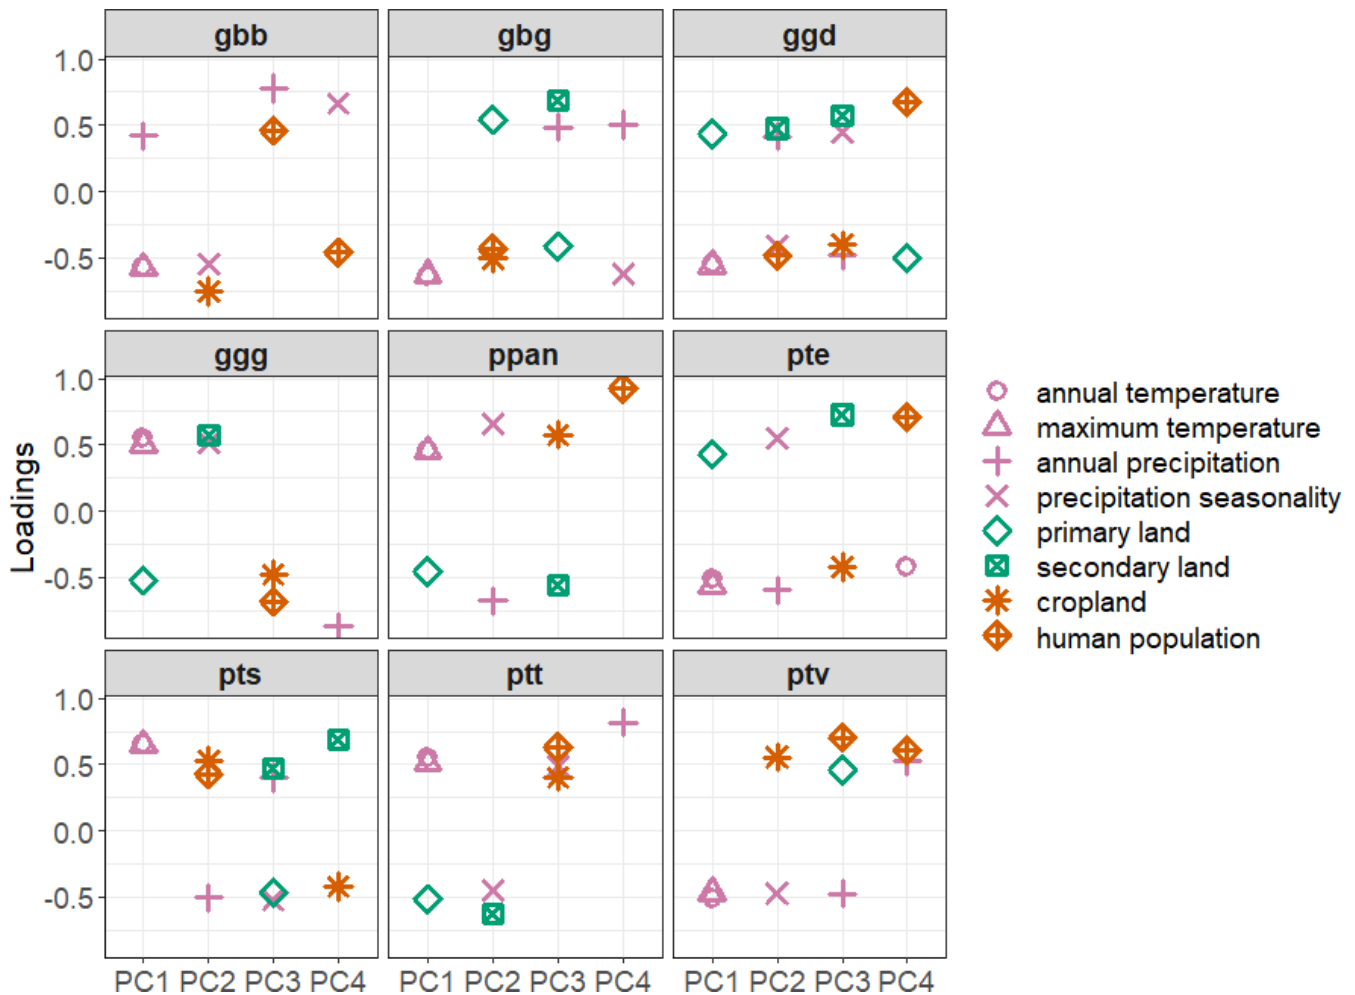 gbb gbg ggd
1.0
0.5
0.0
-0.5
ggg ppan pte
1.0
0.5
0.0
-0.5
pts ptt ptv
1.0
0.5
0.0
-0.5
PC1 PC2 PC3 PC4 PC1 PC2 PC3 PC4 PC1 PC2 PC3 PC4
Loadings
annual temperature
maximum temperature
annual precipitation
precipitation seasonality
primary land
secondary land
cropland
human population